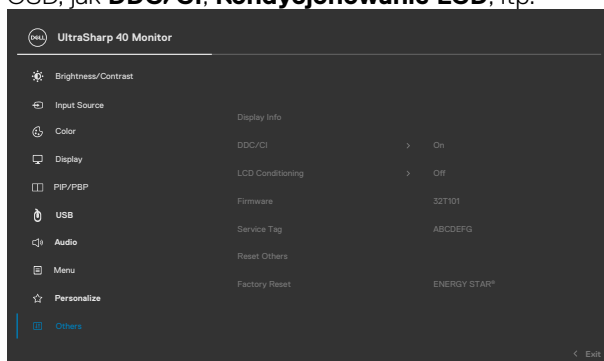 OSD, jak DDC/CI, Kondycjonowanie LCD, itp.
DELL UltraSharp 40 Monitor
Brightness/Contrast
Input Source
Display Info
Color
DDC/CI > On
Display
LCD Conditioning > Off
PIP/PBP
Firmware 32T101
USB
Service Tag ABCDEFG
Audio
Reset Others
Menu
Factory Reset ENERGY STAR®
Personalize
Others
< Exit